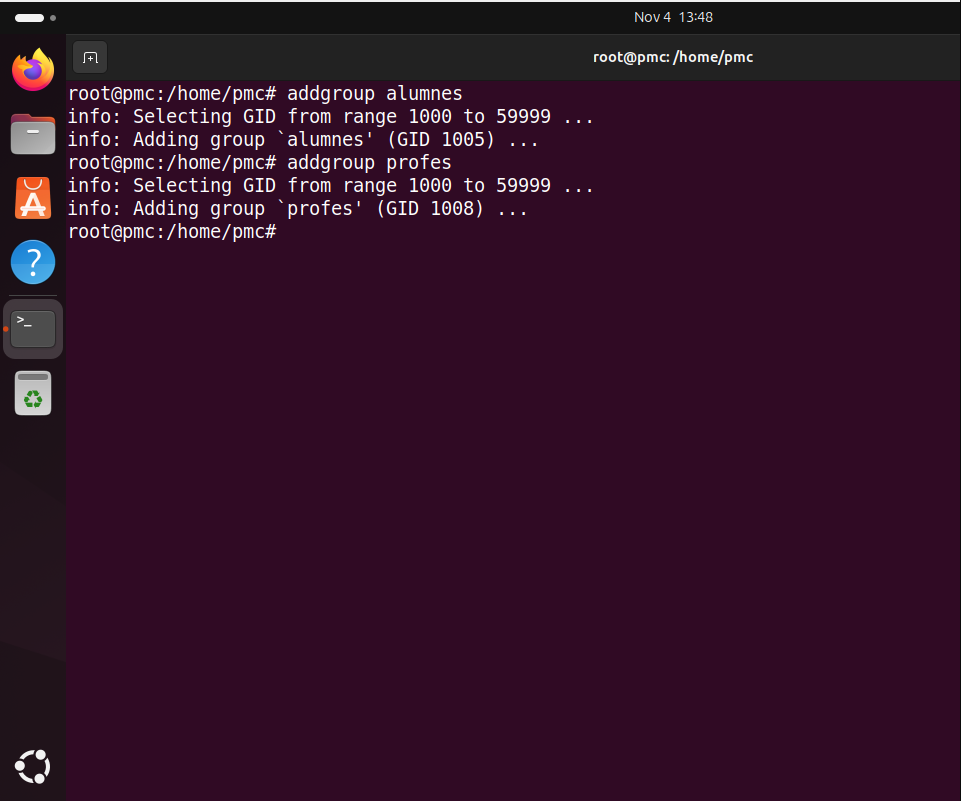 Nov 4 13:48
root@pmc: /home/pmc
root@pmc:/home/pmc# addgroup alumnes
info: Selecting GID from range 1000 to 59999 ...
info: Adding group `alumnes' (GID 1005) ...
root@pmc:/home/pmc# addgroup profes
info: Selecting GID from range 1000 to 59999 ...
info: Adding group `profes' (GID 1008) ...
root@pmc:/home/pmc#